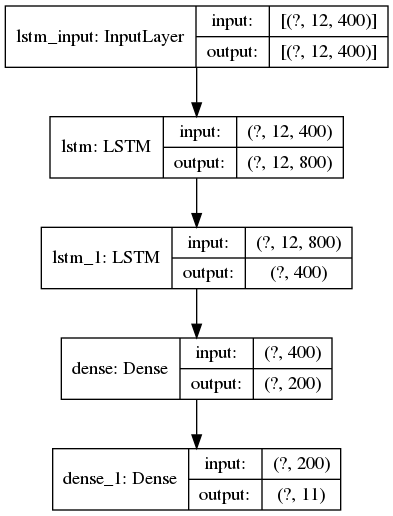 lstm_input: InputLayer
input: [(?, 12, 400)]
output: [(?, 12, 400)]
lstm: LSTM
input: (?, 12, 400)
output: (?, 12, 800)
lstm_1: LSTM
input: (?, 12, 800)
output: (?, 400)
dense: Dense
input: (?, 400)
output: (?, 200)
dense_1: Dense
input: (?, 200)
output: (?, 11)